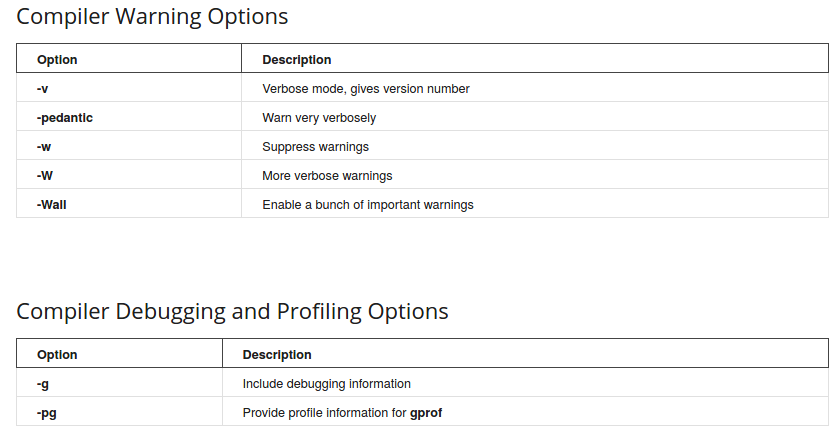 Compiler Warning Options
Option Description
-v Verbose mode, gives version number
-pedantic Warn very verbosely
-w Suppress warnings
-W More verbose warnings
-Wall Enable a bunch of important warnings
Compiler Debugging and Profiling Options
Option Description
-g Include debugging information
-pg Provide profile information for gprof